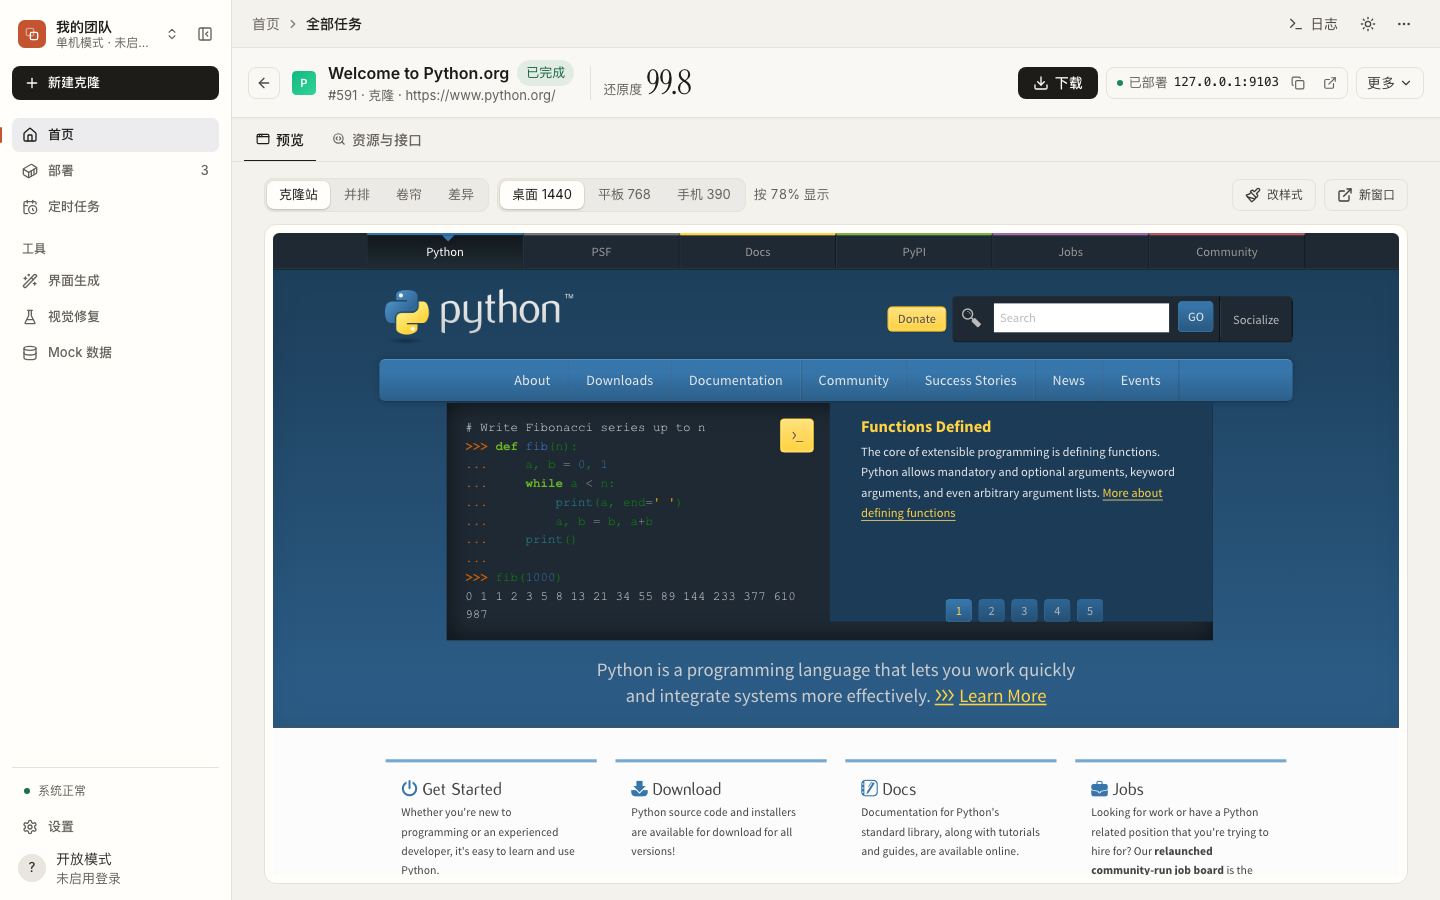 我的团队
单机模式 · 未启...
新建克隆
首页
部署
3
定时任务
工具
界面生成
视觉修复
Mock 数据
系统正常
设置
?
开放模式
未启用登录
首页
全部任务
日志
P
Welcome to Python.org
已完成
#591 · 克隆 · https://www.python.org/
还原度 99.8
下载
已部署 127.0.0.1:9103
更多
预览
资源与接口
克隆站
并排
卷帘
差异
桌面 1440
平板 768
手机 390
按 78% 显示
改样式
新窗口
Python
PSF
Docs
PyPI
Jobs
Community
python™
Donate
Search
GO
Socialize
About
Downloads
Documentation
Community
Success Stories
News
Events
# Write Fibonacci series up to n
>>> def fib(n):
...     a, b = 0, 1
...     while a < n:
...         print(a, end=' ')
...         a, b = b, a+b
...     print()
...
>>> fib(1000)
0 1 1 2 3 5 8 13 21 34 55 89 144 233 377 610
987
>_
Functions Defined
The core of extensible programming is defining functions.
Python allows mandatory and optional arguments, keyword
arguments, and even arbitrary argument lists. More about
defining functions
1
2
3
4
5
Python is a programming language that lets you work quickly
and integrate systems more effectively. >>> Learn More
Get Started
Whether you're new to
programming or an experienced
developer, it's easy to learn and use
Python.
Download
Python source code and installers
are available for download for all
versions!
Docs
Documentation for Python's
standard library, along with tutorials
and guides, are available online.
Jobs
Looking for work or have a Python
related position that you're trying to
hire for? Our relaunched
community-run job board is the